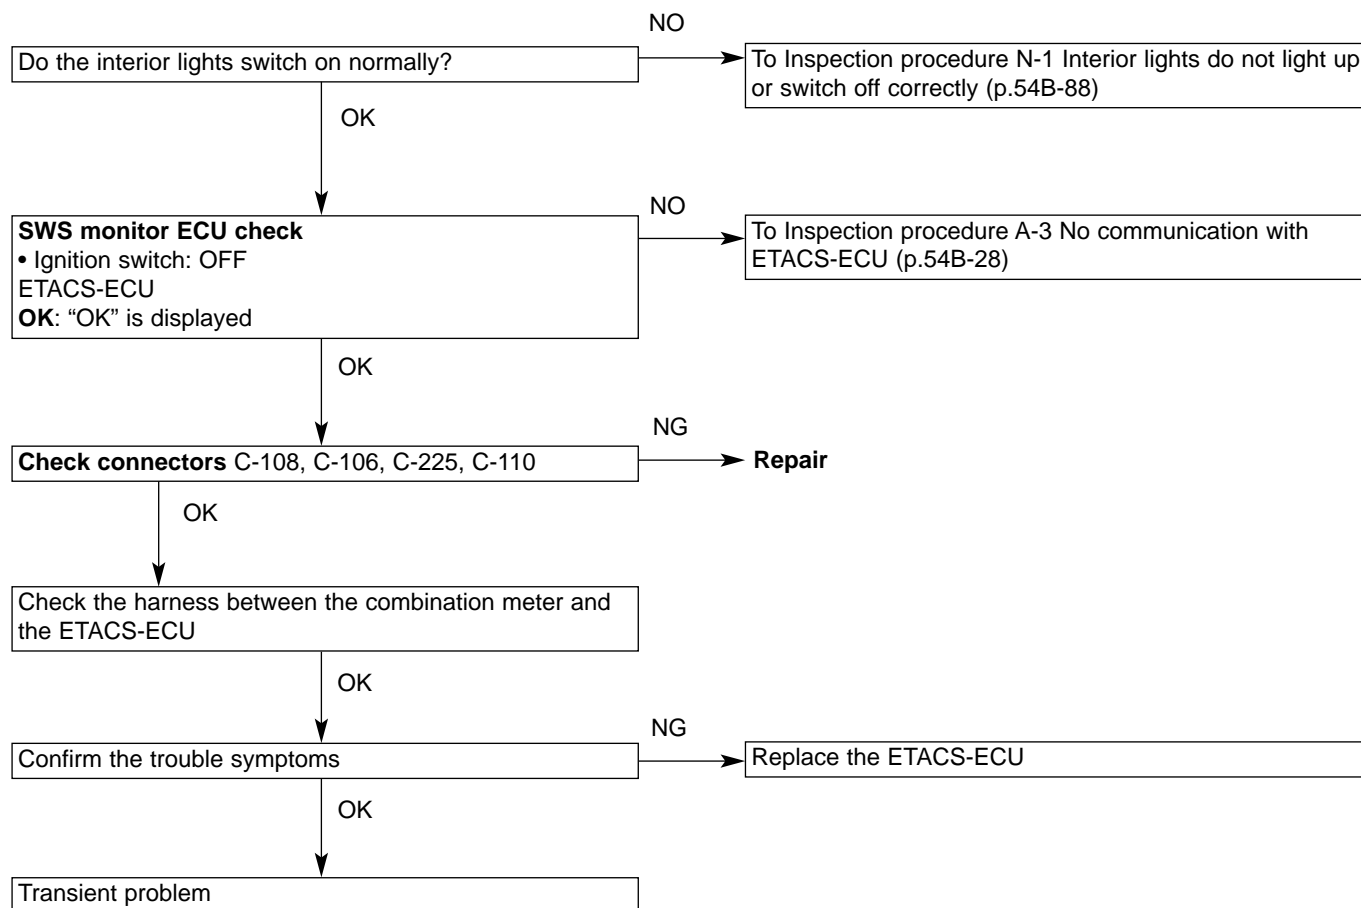 NO
Do the interior lights switch on normally?
To Inspection procedure N-1 Interior lights do not light up
or switch off correctly (p.54B-88)
OK
NO
SWS monitor ECU check
• Ignition switch: OFF
ETACS-ECU
OK: “OK” is displayed
To Inspection procedure A-3 No communication with
ETACS-ECU (p.54B-28)
OK
NG
Check connectors C-108, C-106, C-225, C-110
Repair
OK
Check the harness between the combination meter and
the ETACS-ECU
OK
NG
Confirm the trouble symptoms
Replace the ETACS-ECU
OK
Transient problem